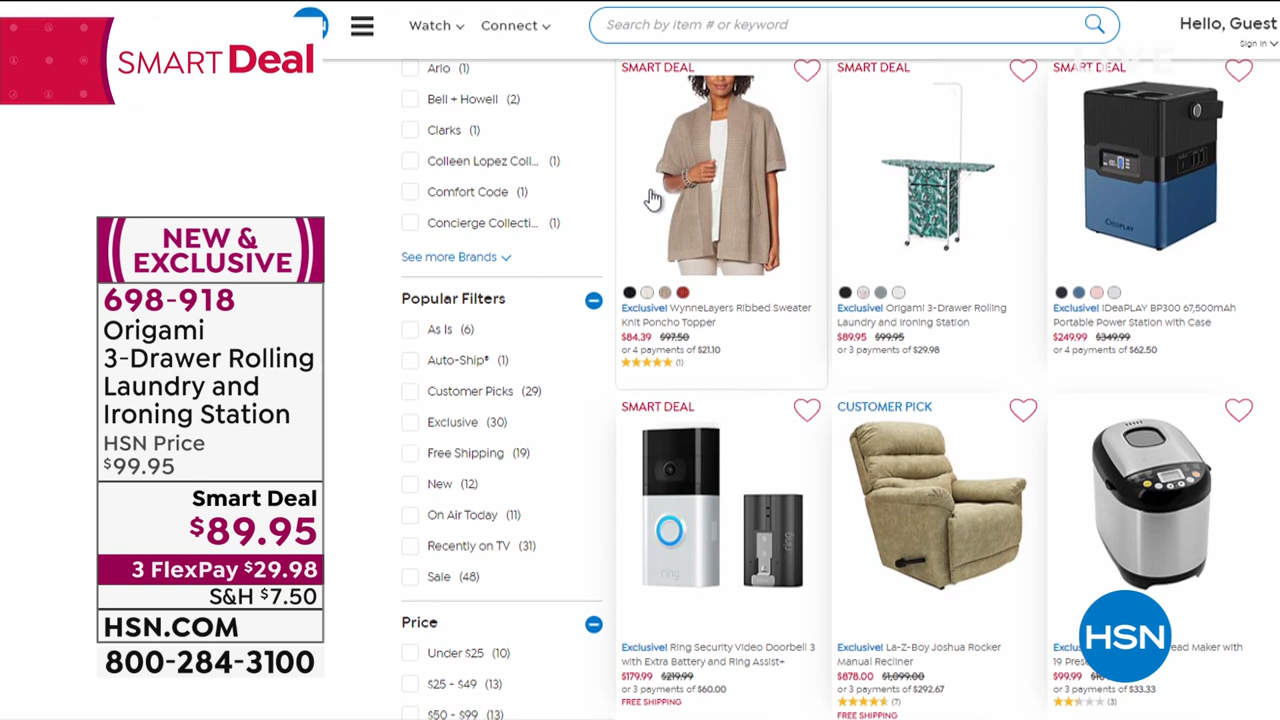 SMART Deal
Watch
Connect
Search by item # or keyword
Hello, Guest
Sign In
LIVE
NEW &
EXCLUSIVE
698-918
Origami
3-Drawer Rolling
Laundry and
Ironing Station
HSN Price
$99.95
Smart Deal
$89.95
3 FlexPay $29.98
S&H $7.50
HSN.COM
800-284-3100
Arlo (1)
Bell + Howell (2)
Clarks (1)
Colleen Lopez Coll... (1)
Comfort Code (1)
Concierge Collecti... (1)
See more Brands
Popular Filters
As Is (6)
Auto-Ship® (1)
Customer Picks (29)
Exclusive (30)
Free Shipping (19)
New (12)
On Air Today (11)
Recently on TV (31)
Sale (48)
Price
Under $25 (10)
$25 - $49 (13)
$50 - $99 (13)
SMART DEAL
Exclusive! WynneLayers Ribbed Sweater
Knit Poncho Topper
$84.39 $97.50
or 4 payments of $21.10
(1)
SMART DEAL
Exclusive! Origami 3-Drawer Rolling
Laundry and Ironing Station
$89.95 $99.95
or 3 payments of $29.98
SMART DEAL
Exclusive! IDeaPLAY BP300 67,500mAh
Portable Power Station with Case
$249.99 $349.99
or 4 payments of $62.50
SMART DEAL
ring
ring
Exclusive! Ring Security Video Doorbell 3
with Extra Battery and Ring Assist+
$179.99 $219.99
or 3 payments of $60.00
FREE SHIPPING
CUSTOMER PICK
Exclusive! La-Z-Boy Joshua Rocker
Manual Recliner
$878.00 $1,099.00
or 3 payments of $292.67
(7)
FREE SHIPPING
HSN
ead Maker with
19 Pres
$99.99
or 3 payments of $33.33
(3)